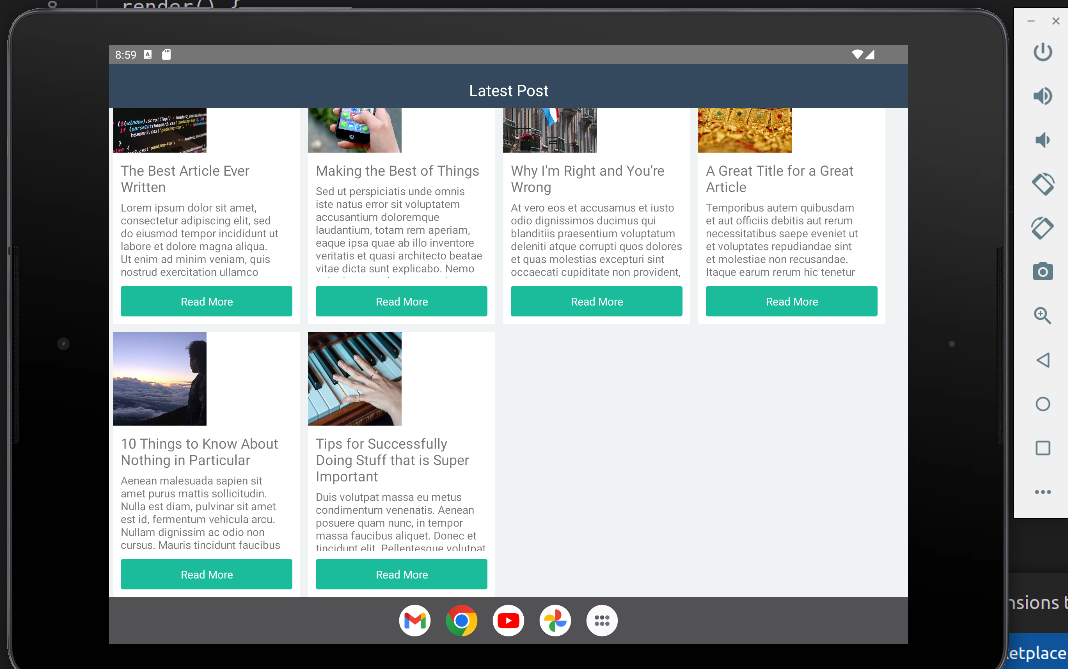 render() {
8:59
Latest Post
The Best Article Ever
Written
Lorem ipsum dolor sit amet,
consectetur adipiscing elit, sed
do eiusmod tempor incididunt ut
labore et dolore magna aliqua.
Ut enim ad minim veniam, quis
nostrud exercitation ullamco
Read More
Making the Best of Things
Sed ut perspiciatis unde omnis
iste natus error sit voluptatem
accusantium doloremque
laudantium, totam rem aperiam,
eaque ipsa quae ab illo inventore
veritatis et quasi architecto beatae
vitae dicta sunt explicabo. Nemo
Read More
Why I'm Right and You're
Wrong
At vero eos et accusamus et iusto
odio dignissimos ducimus qui
blanditiis praesentium voluptatum
deleniti atque corrupti quos dolores
et quas molestias excepturi sint
occaecati cupiditate non provident,
Read More
A Great Title for a Great
Article
Temporibus autem quibusdam
et aut officiis debitis aut rerum
necessitatibus saepe eveniet ut
et voluptates repudiandae sint
et molestiae non recusandae.
Itaque earum rerum hic tenetur
Read More
10 Things to Know About
Nothing in Particular
Aenean malesuada sapien sit
amet purus mattis sollicitudin.
Nulla est diam, pulvinar sit amet
est id, fermentum vehicula arcu.
Nullam dignissim ac odio non
cursus. Mauris tincidunt faucibus
Read More
Tips for Successfully
Doing Stuff that is Super
Important
Duis volutpat massa eu metus
condimentum venenatis. Aenean
posuere quam nunc, in tempor
massa faucibus aliquet. Donec et
tincidunt elit. Pellentesque volutpat
Read More
nsions t
etplace